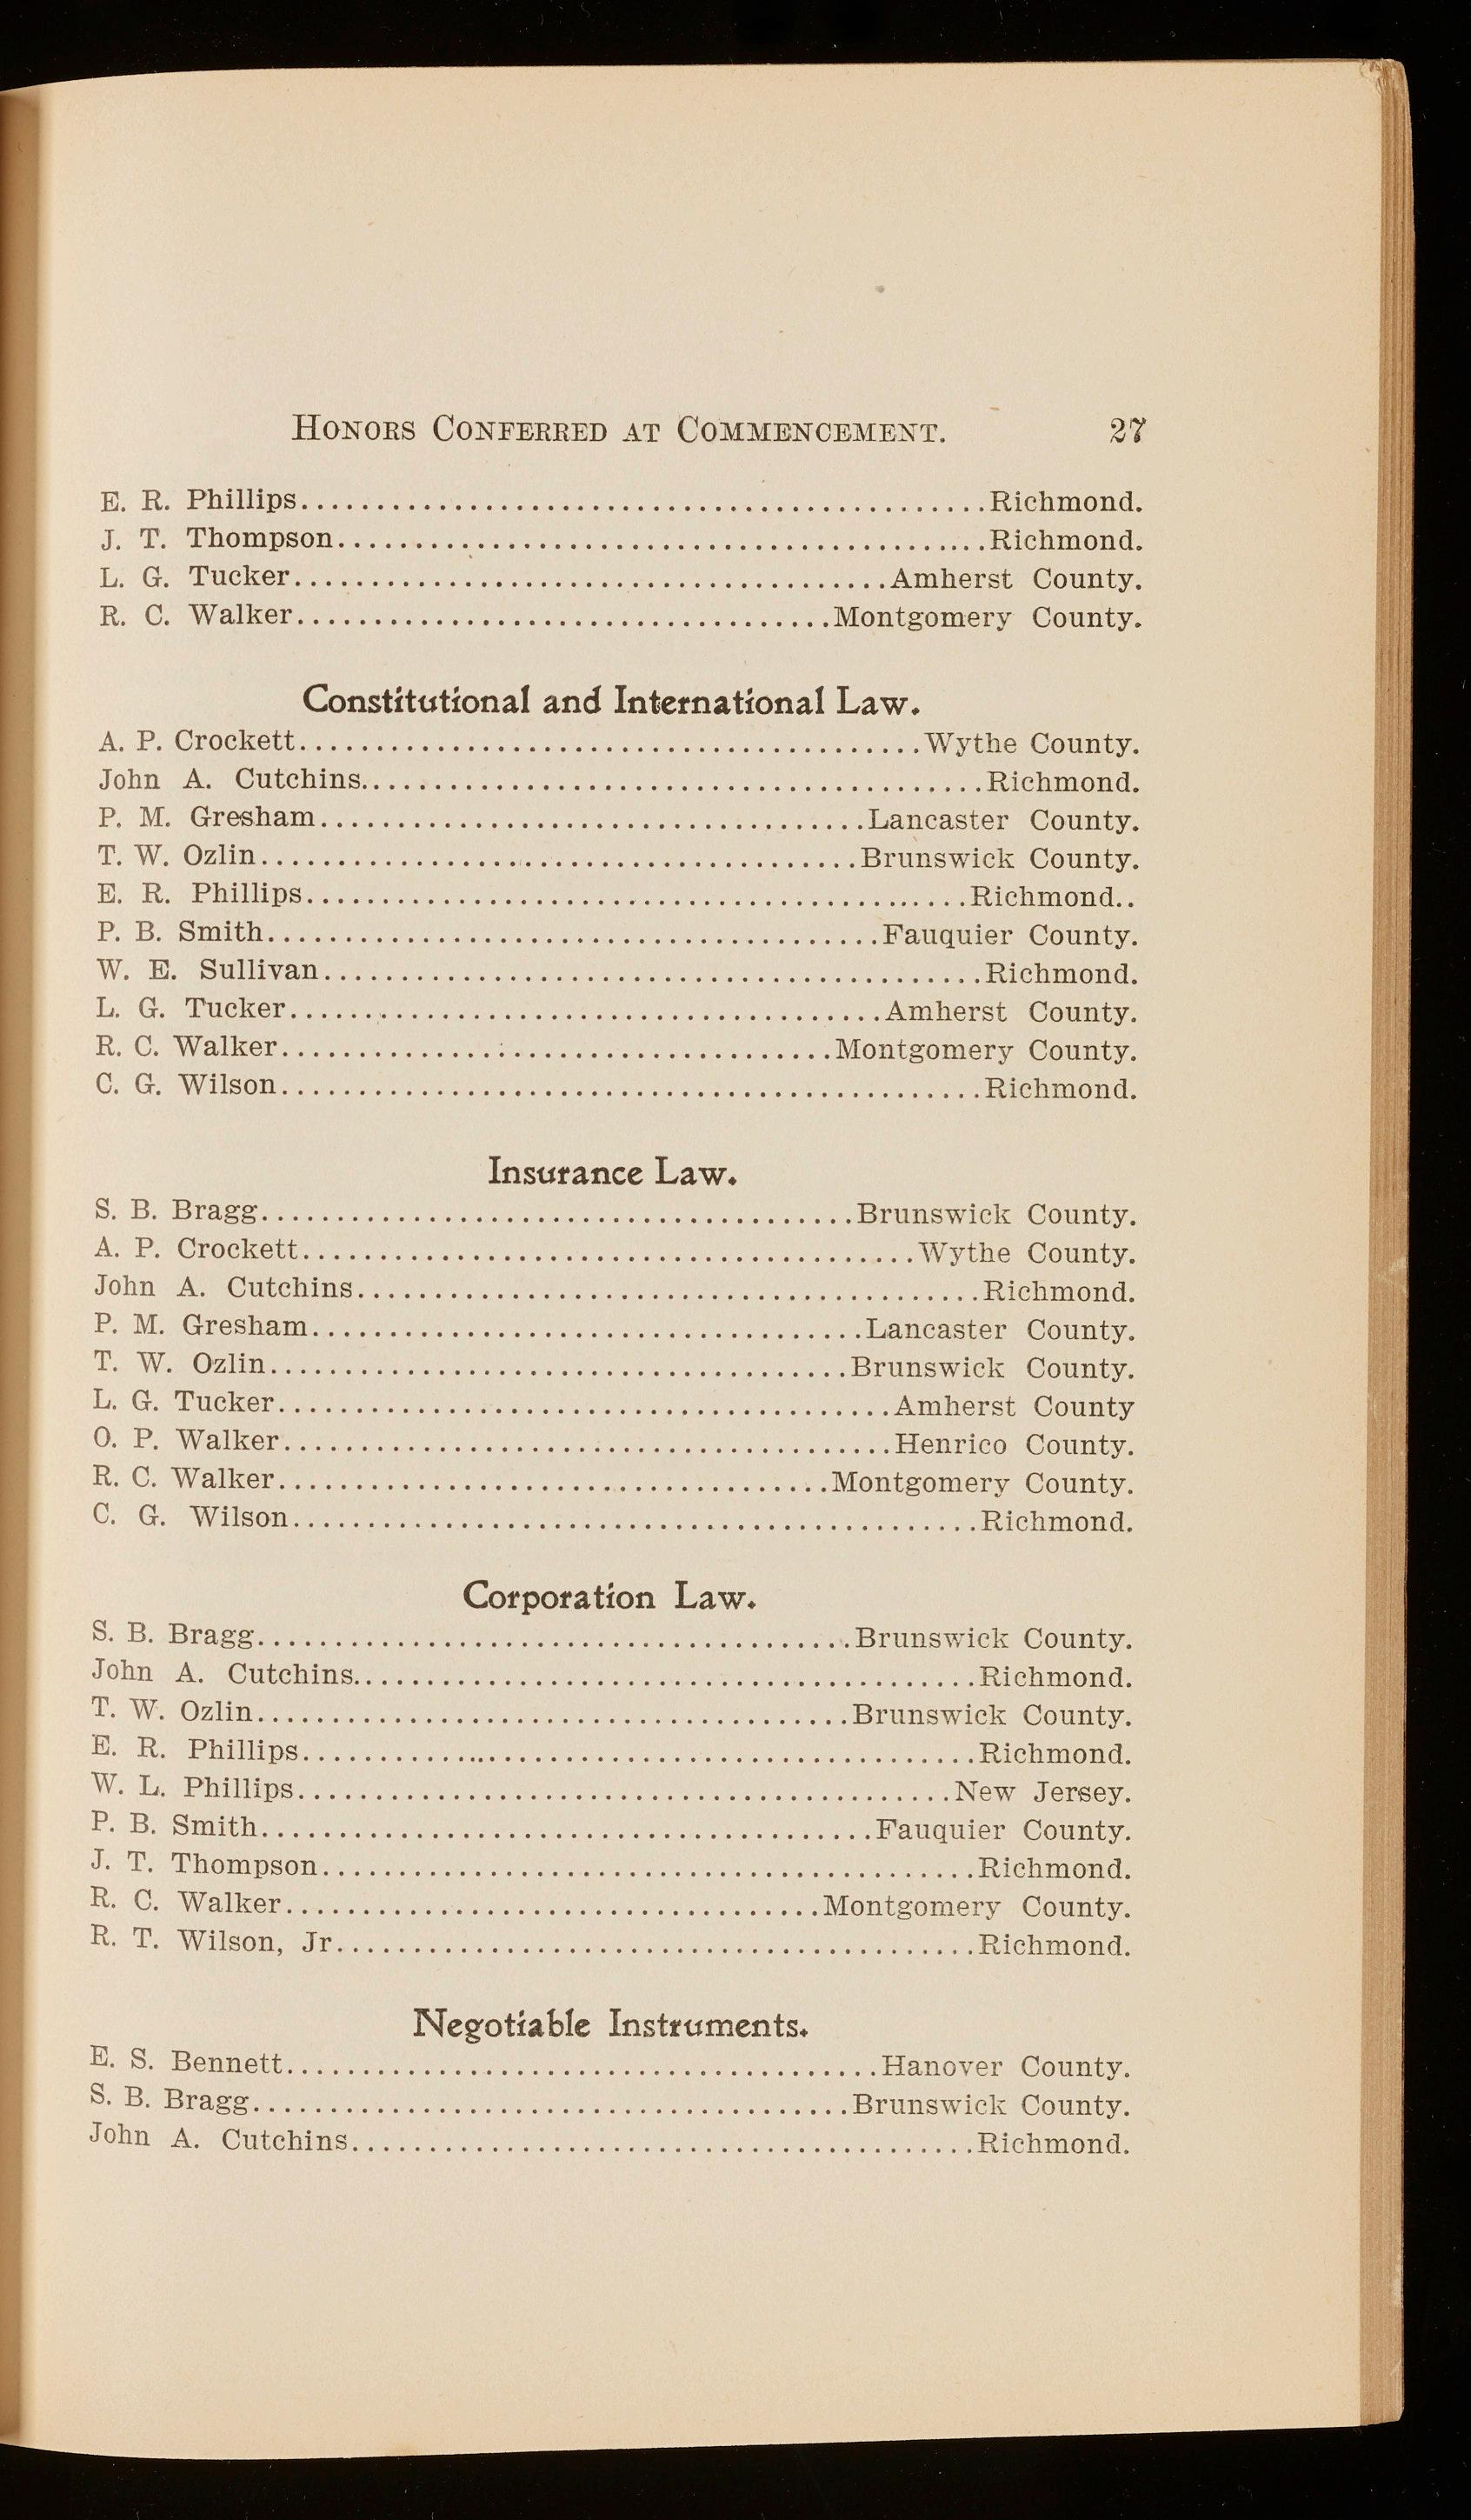 HONORS CONFERRED AT COMMENCEMENT. 27
E. R. Phillips..............................................Richmond.
J. T. Thompson...........................................Richmond.
L. G. Tucker.......................................Amherst County.
R. C. Walker...................................Montgomery County.
Constitutional and International Law.
A. P. Crockett.........................................Wythe County.
John A. Cutchins.........................................Richmond.
P. M. Gresham....................................Lancaster County.
T. W. Ozlin.......................................Brunswick County.
E. R. Phillips............................................Richmond..
P. B. Smith........................................Fauquier County.
W. E. Sullivan...........................................Richmond.
L. G. Tucker.......................................Amherst County.
R. C. Walker....................................Montgomery County.
C. G. Wilson..............................................Richmond.
Insurance Law.
S. B. Bragg.......................................Brunswick County.
A. P. Crockett........................................Wythe County.
John A. Cutchins.........................................Richmond.
P. M. Gresham....................................Lancaster County.
T. W. Ozlin......................................Brunswick County.
L. G. Tucker........................................Amherst County
O. P. Walker........................................Henrico County.
R. C. Walker....................................Montgomery County.
C. G. Wilson.............................................Richmond.
Corporation Law.
S. B. Bragg.......................................Brunswick County.
John A. Cutchins.........................................Richmond.
T. W. Ozlin.......................................Brunswick County.
E. R. Phillips............................................Richmond.
W. L. Phillips...........................................New Jersey.
P. B. Smith........................................Fauquier County.
J. T. Thompson...........................................Richmond.
R. C. Walker...................................Montgomery County.
R. T. Wilson, Jr..........................................Richmond.
Negotiable Instruments.
E. S. Bennett.......................................Hanover County.
S. B. Bragg.......................................Brunswick County.
John A. Cutchins.........................................Richmond.